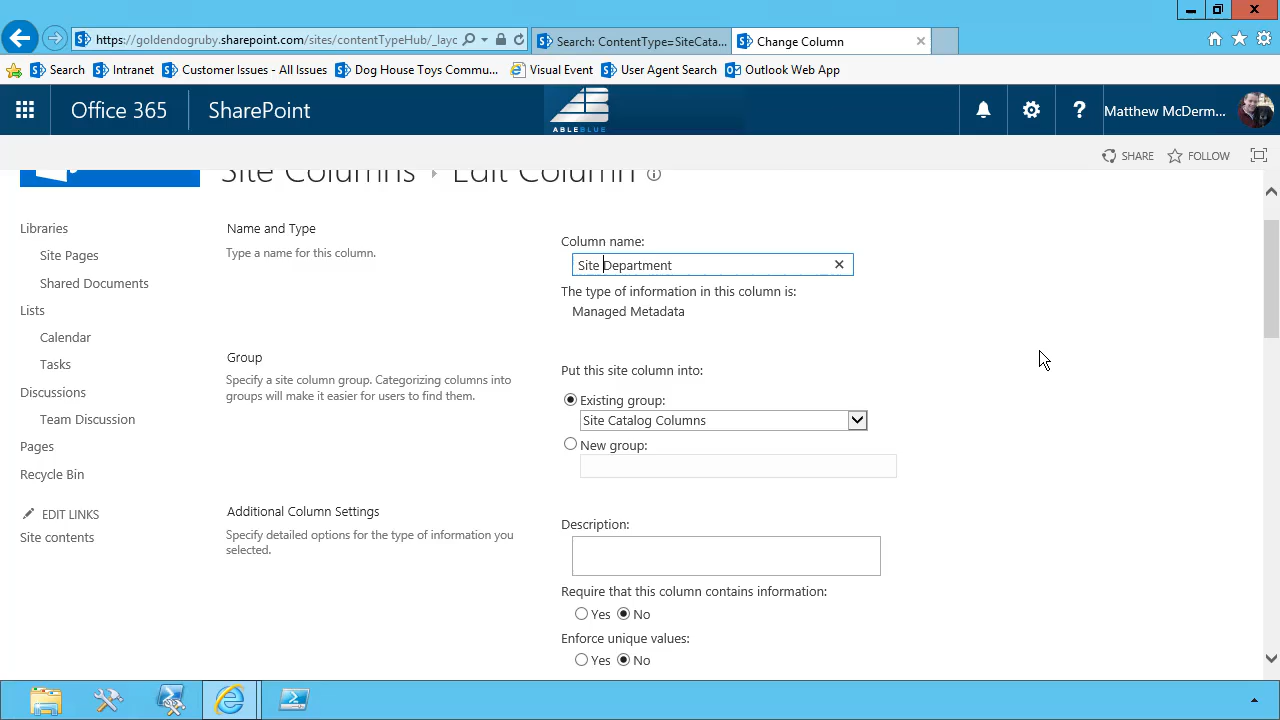 https://goldendogruby.sharepoint.com/sites/contentTypeHub/_layc
Search: ContentType=SiteCata...
Change Column
Search
Intranet
Customer Issues - All Issues
Dog House Toys Commu...
Visual Event
User Agent Search
Outlook Web App
Office 365
SharePoint
ABLEBLUE
Matthew McDerm...
SHARE
FOLLOW
Site Columns
Edit Column
Libraries
Site Pages
Shared Documents
Lists
Calendar
Tasks
Discussions
Team Discussion
Pages
Recycle Bin
EDIT LINKS
Site contents
Name and Type
Type a name for this column.
Column name:
Site Department
The type of information in this column is:
Managed Metadata
Group
Specify a site column group. Categorizing columns into
groups will make it easier for users to find them.
Put this site column into:
Existing group:
Site Catalog Columns
New group:
Additional Column Settings
Specify detailed options for the type of information you
selected.
Description:
Require that this column contains information:
Yes No
Enforce unique values:
Yes No